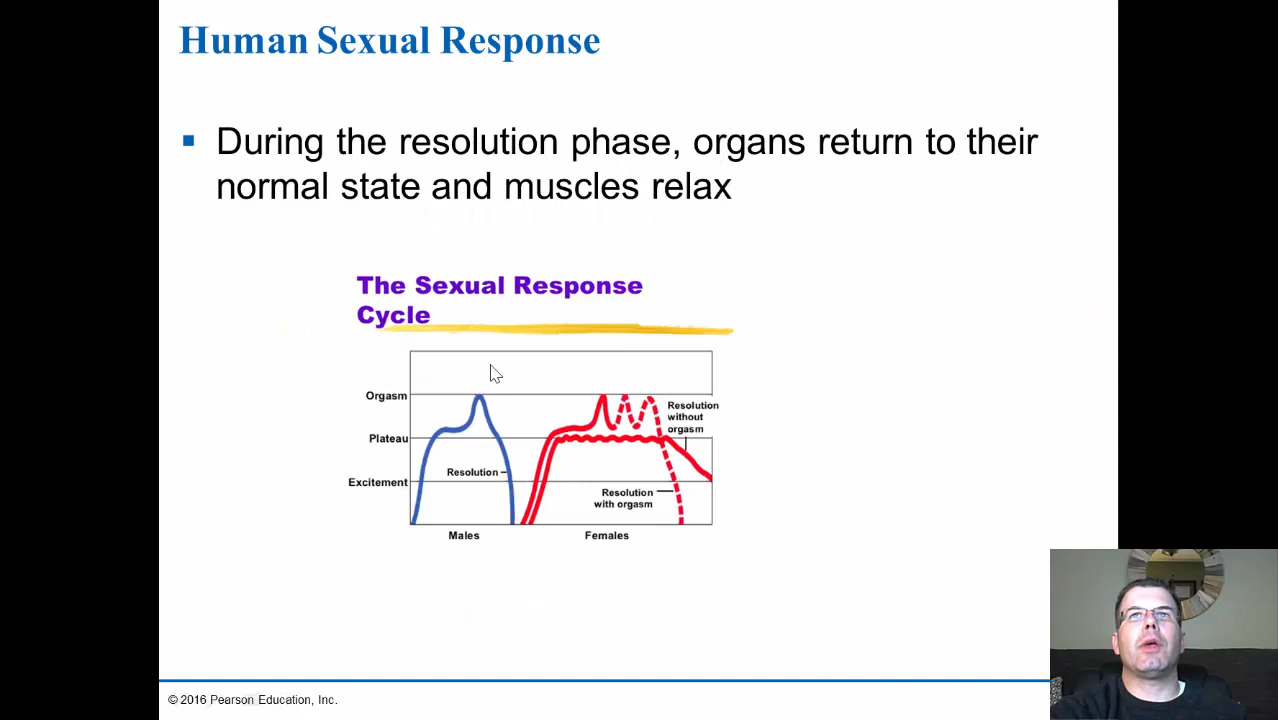 Human Sexual Response
▪ During the resolution phase, organs return to their
normal state and muscles relax
The Sexual Response
Cycle
Orgasm
Plateau
Excitement
Resolution
Males
Resolution
without
orgasm
Resolution
with orgasm
Females
© 2016 Pearson Education, Inc.